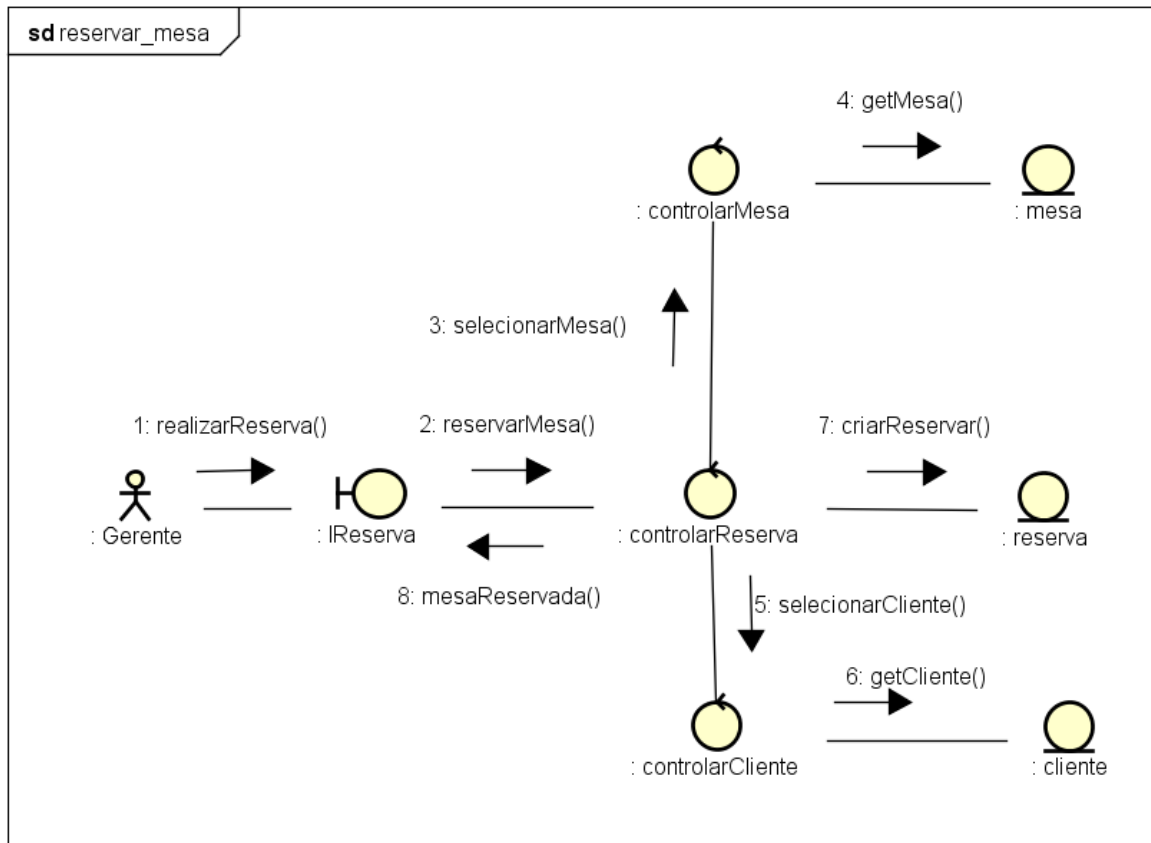 sd reservar_mesa
4: getMesa()
: controlarMesa
: mesa
3: selecionarMesa()
1: realizarReserva()
2: reservarMesa()
7: criarReservar()
: Gerente
: IReserva
: controlarReserva
: reserva
8: mesaReservada()
5: selecionarCliente()
6: getCliente()
: controlarCliente
: cliente